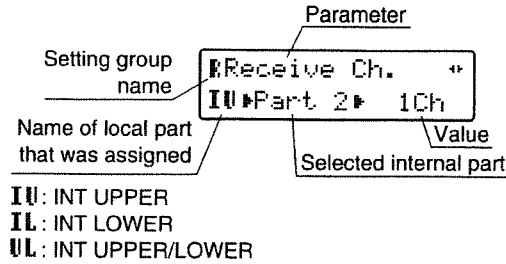 Parameter
Setting group
name
Receive Ch.
IU Part 2 1Ch
Name of local part
that was assigned
Value
Selected internal part
IU: INT UPPER
IL: INT LOWER
UL: INT UPPER/LOWER